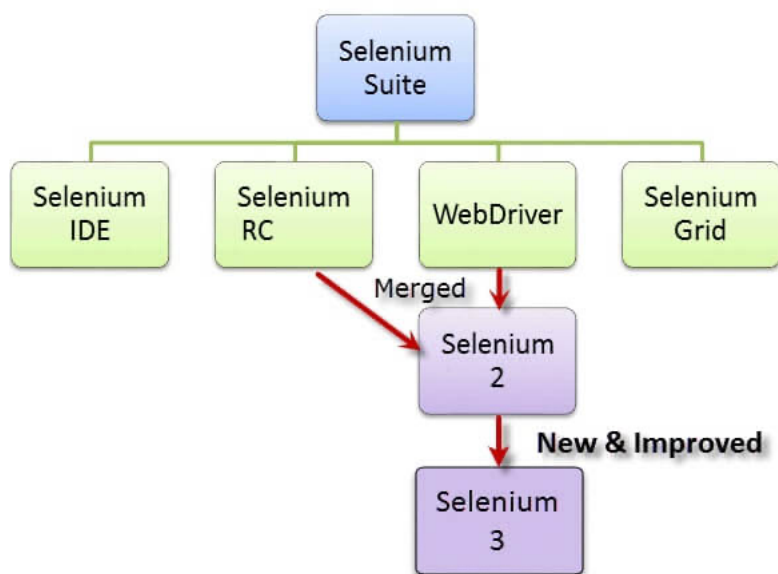 Selenium
Suite
Selenium
IDE
Selenium
RC
WebDriver
Selenium
Grid
Merged
Selenium
2
New & Improved
Selenium
3